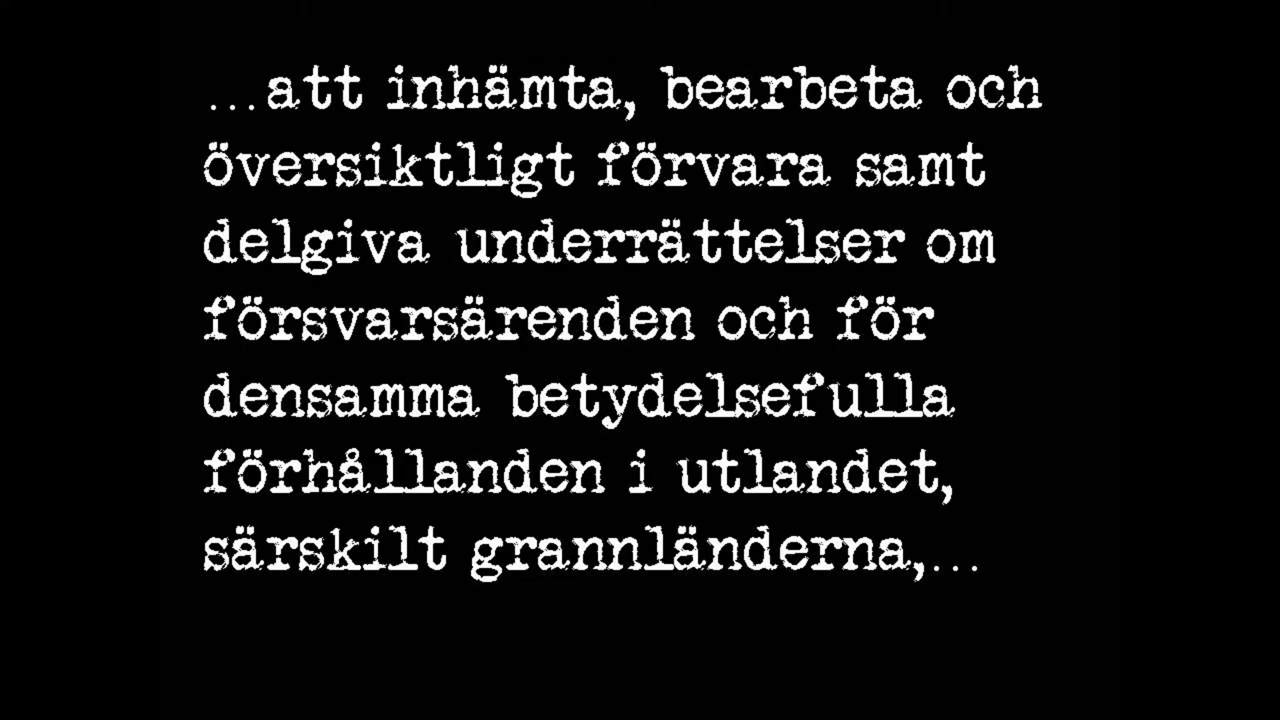 ...att inhämta, bearbeta och
översiktligt förvara samt
delgiva underrättelser om
försvarsärenden och för
densamma betydelsefulla
förhållanden i utlandet,
särskilt grannländerna,...